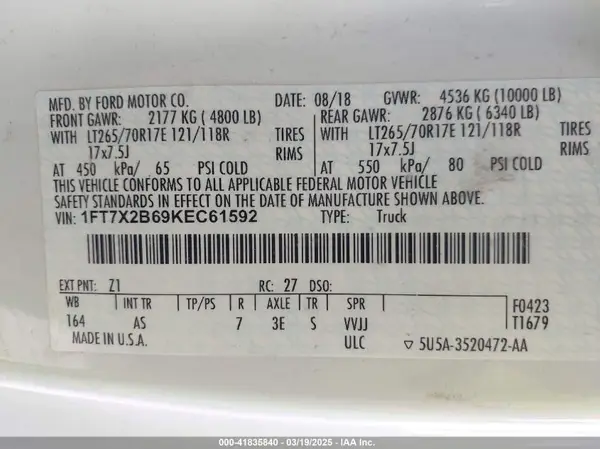 MFD. BY FORD MOTOR CO. DATE: 08/18 GVWR: 4536 KG (10000 LB)
FRONT GAWR: 2177 KG ( 4800 LB) REAR GAWR: 2876 KG ( 6340 LB)
WITH LT265/70R17E 121/118R TIRES WITH LT265/70R17E 121/118R TIRES
17x7.5J RIMS 17x7.5J RIMS
AT 450 kPa/ 65 PSI COLD AT 550 kPa/ 80 PSI COLD
THIS VEHICLE CONFORMS TO ALL APPLICABLE FEDERAL MOTOR VEHICLE
SAFETY STANDARDS IN EFFECT ON THE DATE OF MANUFACTURE SHOWN ABOVE.
VIN: 1FT7X2B69KEC61592 TYPE: Truck
EXT PNT: Z1 RC: 27 DSO:
WB INT TR TP/PS R AXLE TR SPR F0423
164 AS 7 3E S VVJJ T1679
MADE IN U.S.A. ULC ▽ 5U5A-3520472-AA
000-41835840 - 03/19/2025 - IAA Inc.